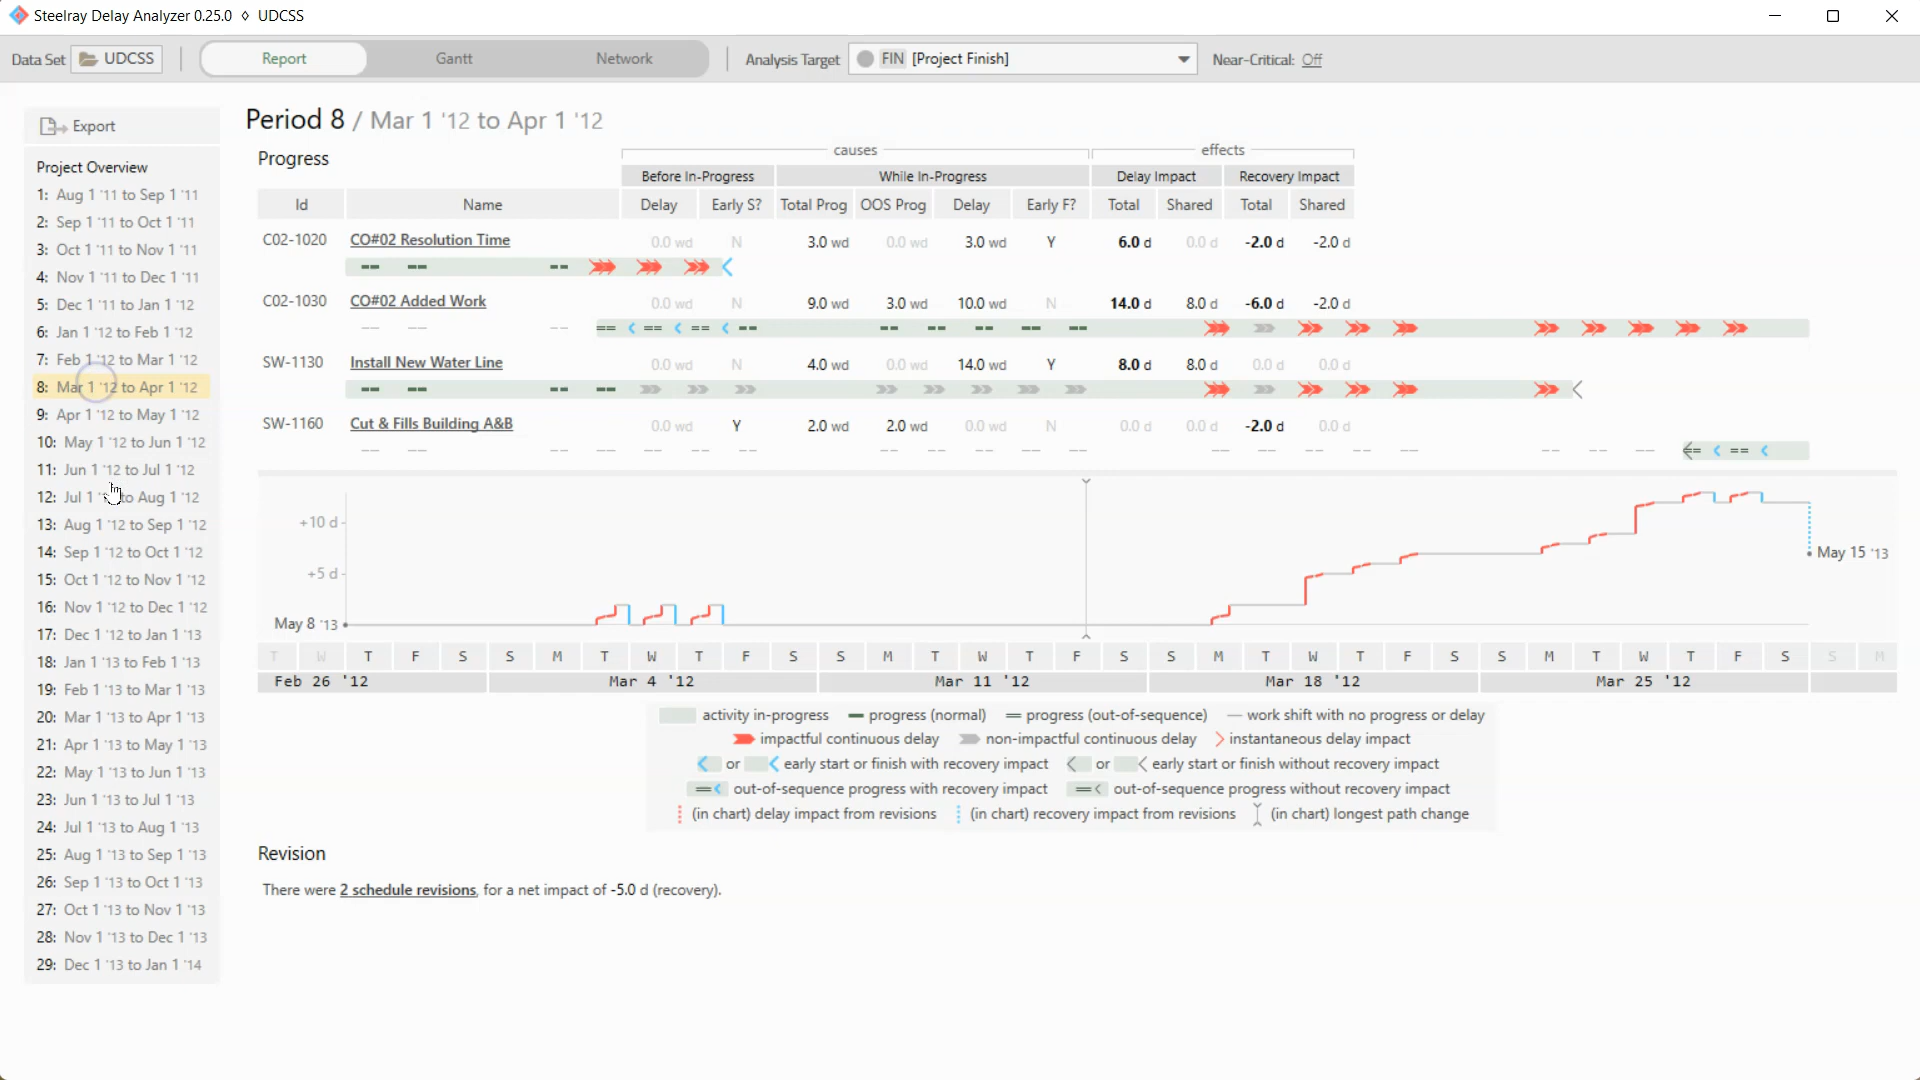 Steelray Delay Analyzer 0.25.0 ◊ UDCSS
Data Set UDCSS Report Gantt Network Analysis Target FIN [Project Finish] Near-Critical: Off
Export
Project Overview
1: Aug 1 '11 to Sep 1 '11
2: Sep 1 '11 to Oct 1 '11
3: Oct 1 '11 to Nov 1 '11
4: Nov 1 '11 to Dec 1 '11
5: Dec 1 '11 to Jan 1 '12
6: Jan 1 '12 to Feb 1 '12
7: Feb 1 '12 to Mar 1 '12
8: Mar 1 '12 to Apr 1 '12
9: Apr 1 '12 to May 1 '12
10: May 1 '12 to Jun 1 '12
11: Jun 1 '12 to Jul 1 '12
12: Jul 1 to Aug 1 '12
13: Aug 1 '12 to Sep 1 '12
14: Sep 1 '12 to Oct 1 '12
15: Oct 1 '12 to Nov 1 '12
16: Nov 1 '12 to Dec 1 '12
17: Dec 1 '12 to Jan 1 '13
18: Jan 1 '13 to Feb 1 '13
19: Feb 1 '13 to Mar 1 '13
20: Mar 1 '13 to Apr 1 '13
21: Apr 1 '13 to May 1 '13
22: May 1 '13 to Jun 1 '13
23: Jun 1 '13 to Jul 1 '13
24: Jul 1 '13 to Aug 1 '13
25: Aug 1 '13 to Sep 1 '13
26: Sep 1 '13 to Oct 1 '13
27: Oct 1 '13 to Nov 1 '13
28: Nov 1 '13 to Dec 1 '13
29: Dec 1 '13 to Jan 1 '14
Period 8 / Mar 1 '12 to Apr 1 '12
Progress
causes effects
Before In-Progress While In-Progress Delay Impact Recovery Impact
Id Name Delay Early S? Total Prog OOS Prog Delay Early F? Total Shared Total Shared
C02-1020 CO#02 Resolution Time 0.0 wd N 3.0 wd 0.0 wd 3.0 wd Y 6.0 d 0.0 d -2.0 d -2.0 d
C02-1030 CO#02 Added Work 0.0 wd N 9.0 wd 3.0 wd 10.0 wd N 14.0 d 8.0 d -6.0 d -2.0 d
SW-1130 Install New Water Line 0.0 wd N 4.0 wd 0.0 wd 14.0 wd Y 8.0 d 8.0 d 0.0 d 0.0 d
SW-1160 Cut & Fills Building A&B 0.0 wd Y 2.0 wd 2.0 wd 0.0 wd N 0.0 d 0.0 d -2.0 d 0.0 d
+10 d
+5 d
May 15 '13
May 8 '13
T W T F S S M T W T F S S M T W T F S S M T W T F S S M T W T F S S M
Feb 26 '12 Mar 4 '12 Mar 11 '12 Mar 18 '12 Mar 25 '12
activity in-progress progress (normal) progress (out-of-sequence) work shift with no progress or delay
impactful continuous delay non-impactful continuous delay instantaneous delay impact
or early start or finish with recovery impact or early start or finish without recovery impact
out-of-sequence progress with recovery impact out-of-sequence progress without recovery impact
(in chart) delay impact from revisions (in chart) recovery impact from revisions (in chart) longest path change
Revision
There were 2 schedule revisions, for a net impact of -5.0 d (recovery).